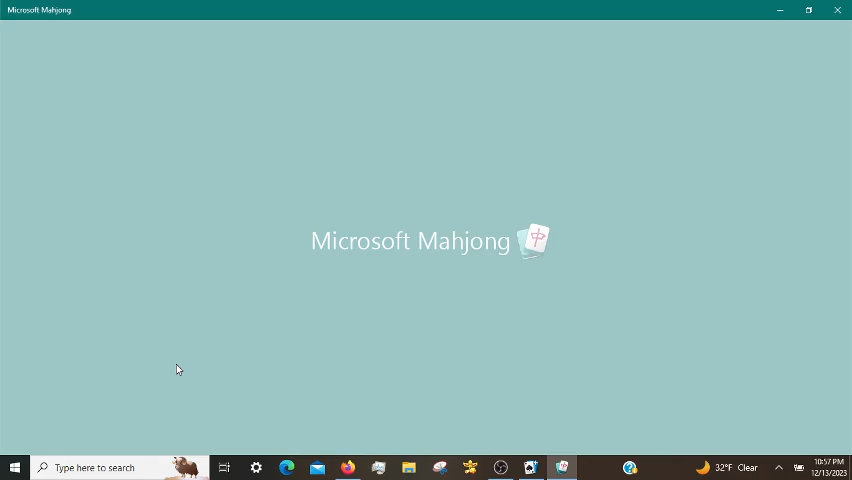 Microsoft Mahjong
Microsoft Mahjong 中
Type here to search
32°F Clear
10:57 PM
12/13/2023